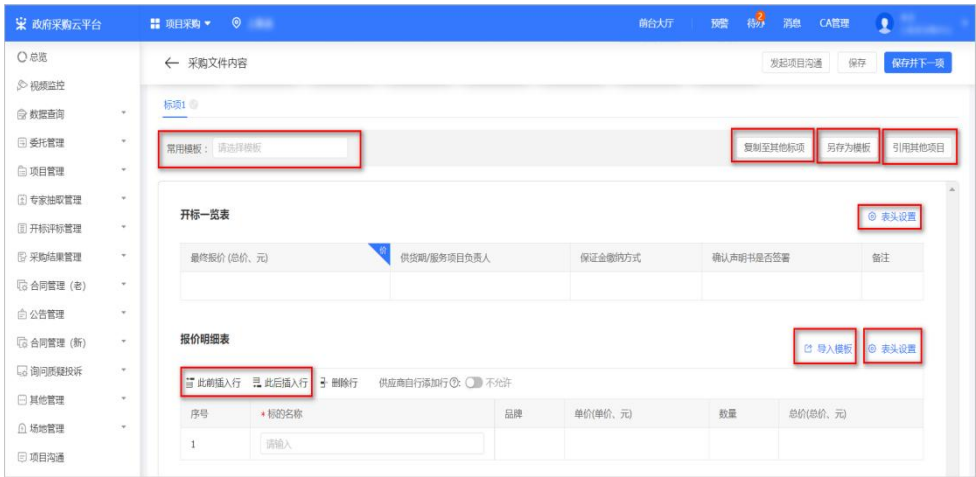 政府采购云平台
项目采购
前台大厅
预警
待办
2
消息
CA管理
总览
视频监控
数据查询
委托管理
项目管理
专家抽取管理
开标评标管理
采购结果管理
合同管理（老）
公告管理
合同管理（新）
询问质疑投诉
其他管理
场地管理
项目沟通
← 采购文件内容
发起项目沟通
保存
保存并下一项
标项1
常用模板： 请选择模板
复制至其他标项
另存为模板
引用其他项目
开标一览表
表头设置
最终报价 (总价、元) 价 供货期/服务项目负责人 保证金缴纳方式 确认声明书是否签署 备注
报价明细表
导入模板
表头设置
此前插入行 此后插入行 删除行 供应商自行添加行?: 不允许
序号 * 标的名称 品牌 单价(单价、元) 数量 总价(总价、元)
1 请输入